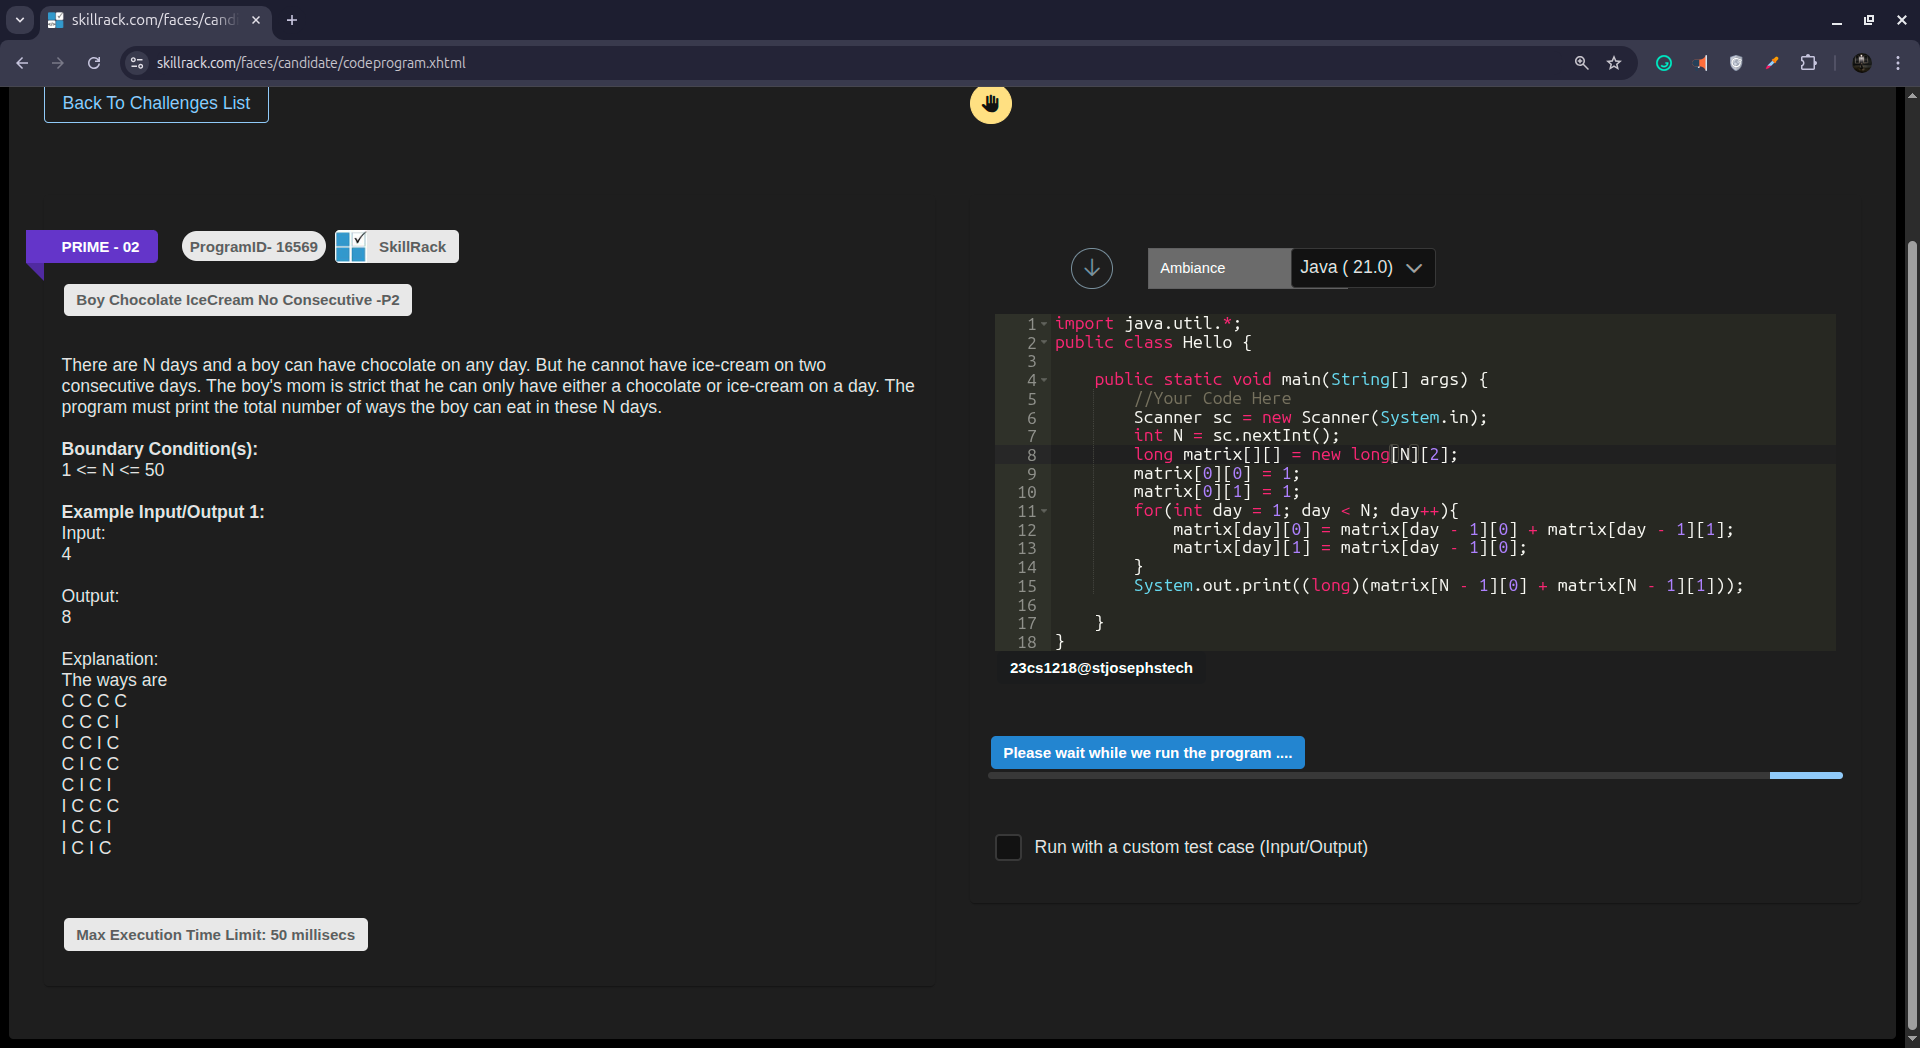 skillrack.com/faces/candi
skillrack.com/faces/candidate/codeprogram.xhtml
Back To Challenges List
PRIME - 02
ProgramID- 16569
SkillRack
Boy Chocolate IceCream No Consecutive -P2
There are N days and a boy can have chocolate on any day. But he cannot have ice-cream on two
consecutive days. The boy's mom is strict that he can only have either a chocolate or ice-cream on a day. The
program must print the total number of ways the boy can eat in these N days.
Boundary Condition(s):
1 <= N <= 50
Example Input/Output 1:
Input:
4
Output:
8
Explanation:
The ways are
C C C C
C C C I
C C I C
C I C C
C I C I
I C C C
I C C I
I C I C
Max Execution Time Limit: 50 millisecs
Ambiance
Java ( 21.0)
1 import java.util.*;
2 public class Hello {
3
4     public static void main(String[] args) {
5         //Your Code Here
6         Scanner sc = new Scanner(System.in);
7         int N = sc.nextInt();
8         long matrix[][] = new long[N][2];
9         matrix[0][0] = 1;
10         matrix[0][1] = 1;
11         for(int day = 1; day < N; day++){
12             matrix[day][0] = matrix[day - 1][0] + matrix[day - 1][1];
13             matrix[day][1] = matrix[day - 1][0];
14         }
15         System.out.print((long)(matrix[N - 1][0] + matrix[N - 1][1]));
16
17     }
18 }
23cs1218@stjosephstech
Please wait while we run the program ....
Run with a custom test case (Input/Output)